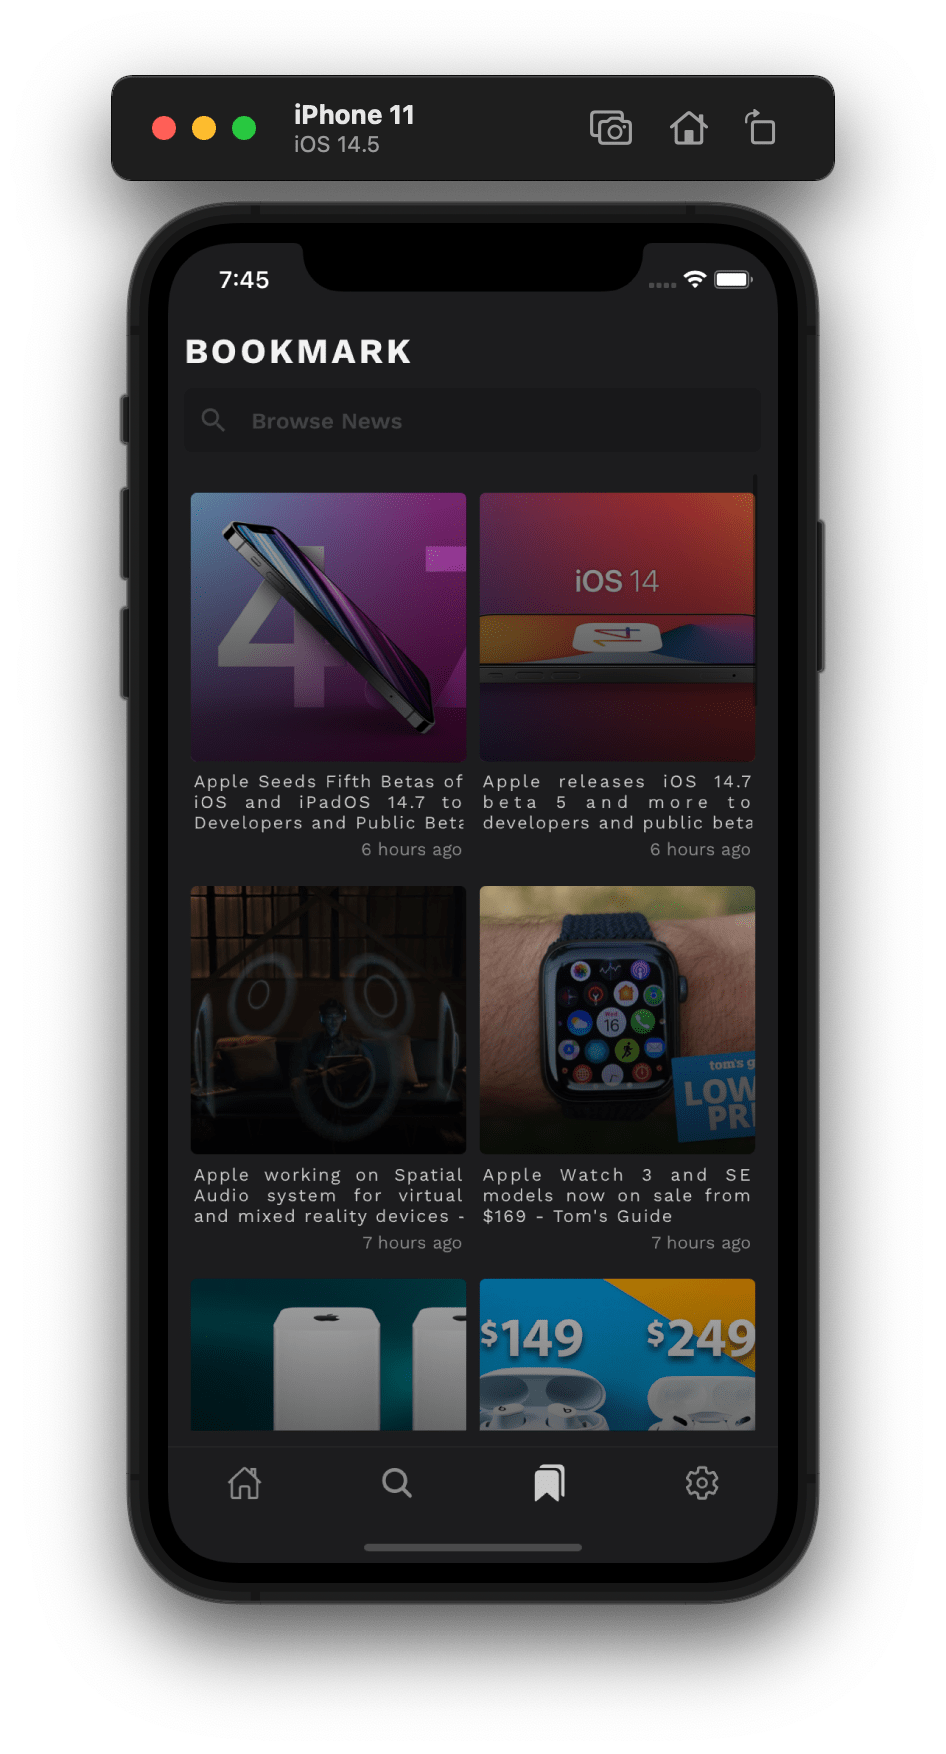 iPhone 11
iOS 14.5
7:45
BOOKMARK
Browse News
4 7
iOS 14
14
Apple Seeds Fifth Betas of
iOS and iPadOS 14.7 to
Developers and Public Beta
6 hours ago
Apple releases iOS 14.7
beta 5 and more to
developers and public beta
6 hours ago
Wed
16
tom's g
LOW
PRI
Apple working on Spatial
Audio system for virtual
and mixed reality devices -
7 hours ago
Apple Watch 3 and SE
models now on sale from
$169 - Tom's Guide
7 hours ago
$149 $249